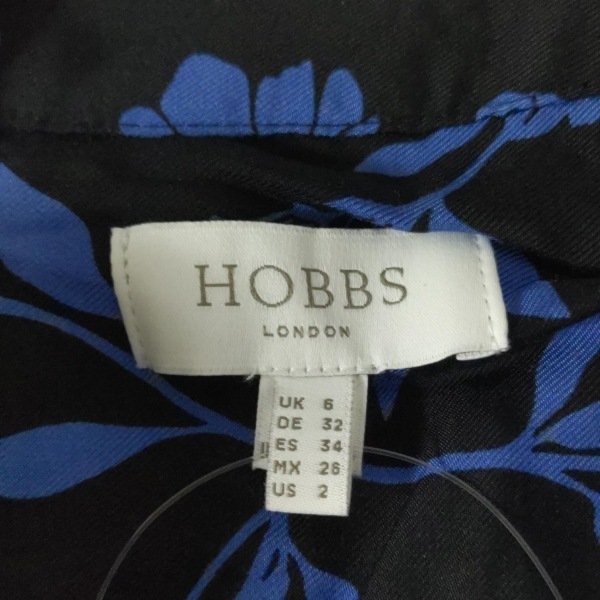 HOBBS
LONDON
UK 6
DE 32
ES 34
MX 26
US 2